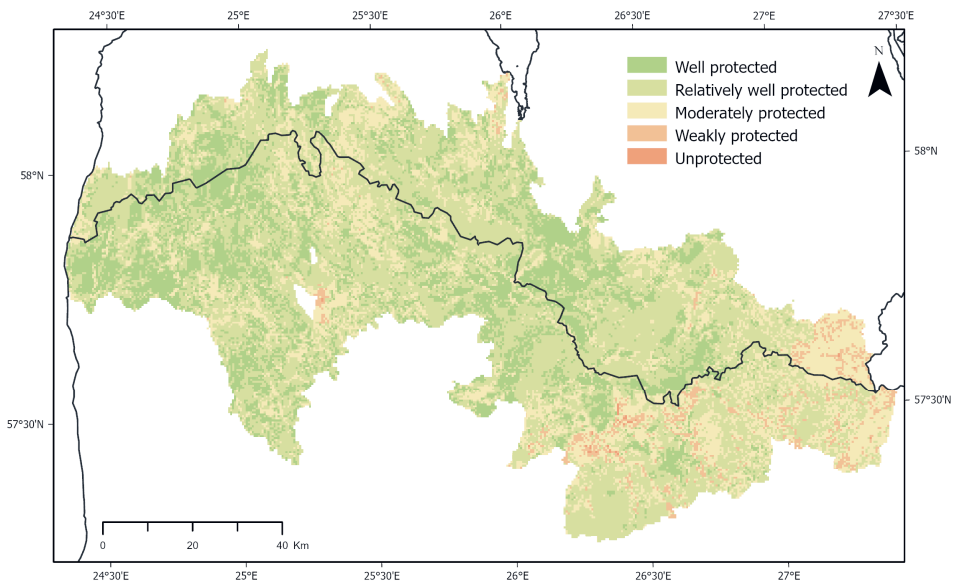 24°30'E 25°E 25°30'E 26°E 26°30'E 27°E 27°30'E
N
Well protected
Relatively well protected
Moderately protected
Weakly protected
Unprotected
58°N
58°N
57°30'N
57°30'N
0 20 40 Km
24°30'E 25°E 25°30'E 26°E 26°30'E 27°E